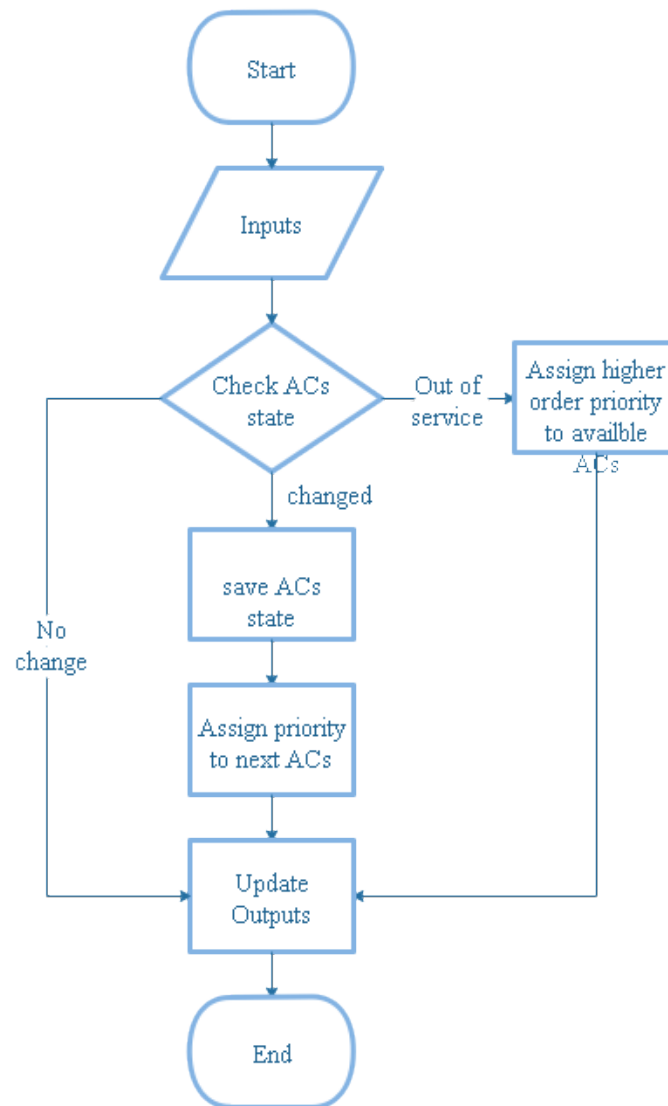 Start
Inputs
Check ACs
state
Out of
service
Assign higher
order priority
to availble
ACs
changed
save ACs
state
No
change
Assign priority
to next ACs
Update
Outputs
End